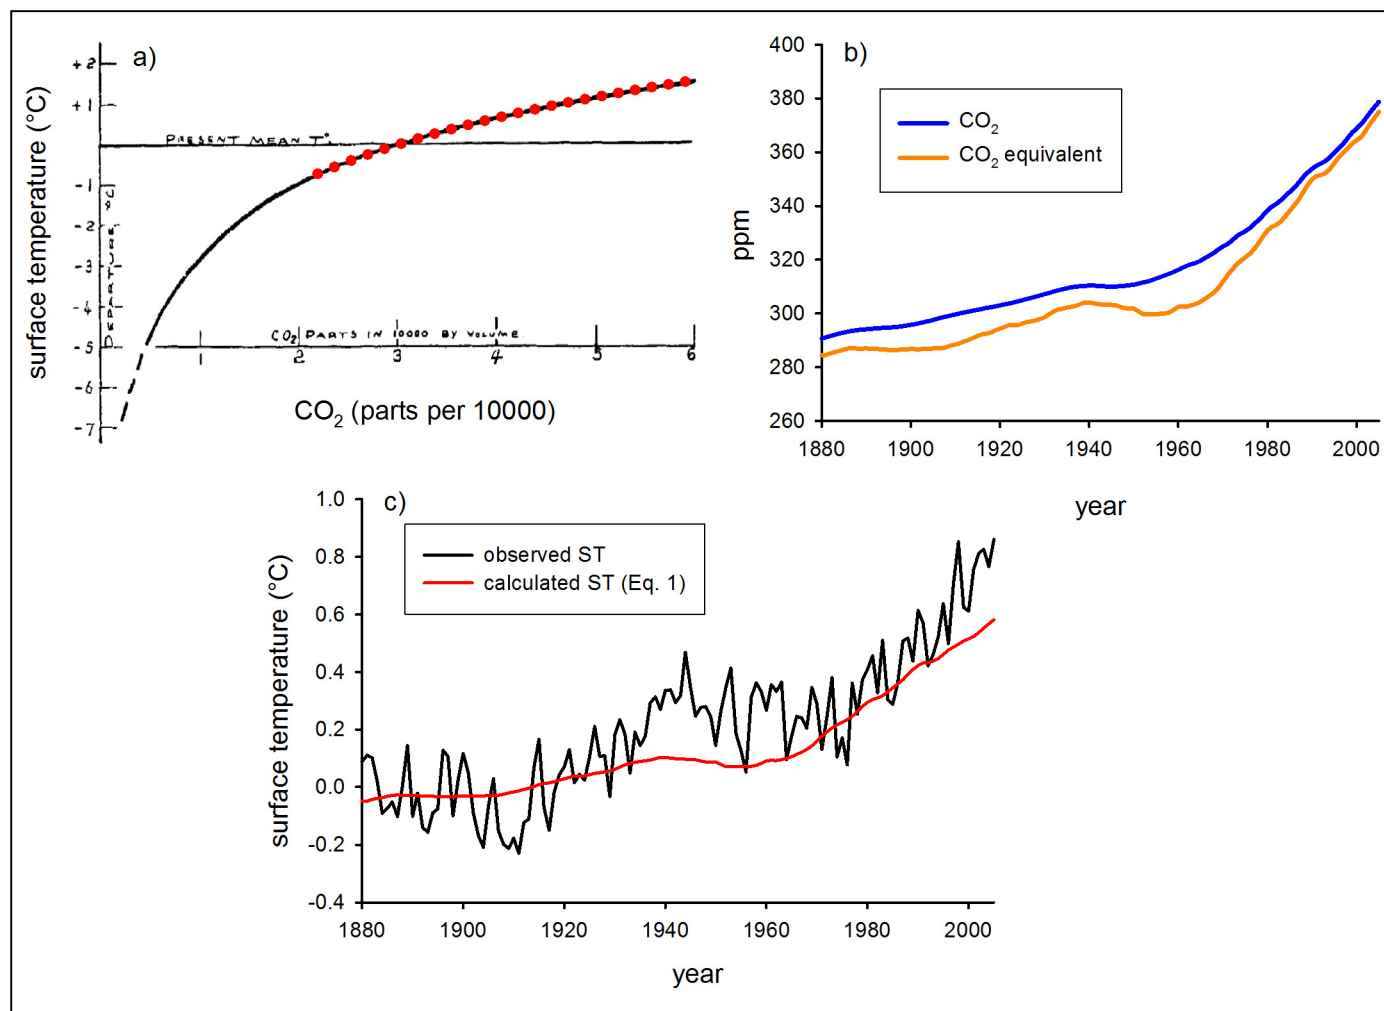 a)
surface temperature (°C)
+2
+1
PRESENT MEAN T°.
-1
-2
-3
-4
-5
-6
-7
DEPARTURE, °C
CO2 PARTS IN 10000 BY VOLUME.
1 2 3 4 5 6
CO2 (parts per 10000)
b)
ppm
400
380
360
340
320
300
280
260
CO2
CO2 equivalent
1880 1900 1920 1940 1960 1980 2000
year
c)
surface temperature (°C)
1.0
0.8
0.6
0.4
0.2
0.0
-0.2
-0.4
observed ST
calculated ST (Eq. 1)
1880 1900 1920 1940 1960 1980 2000
year